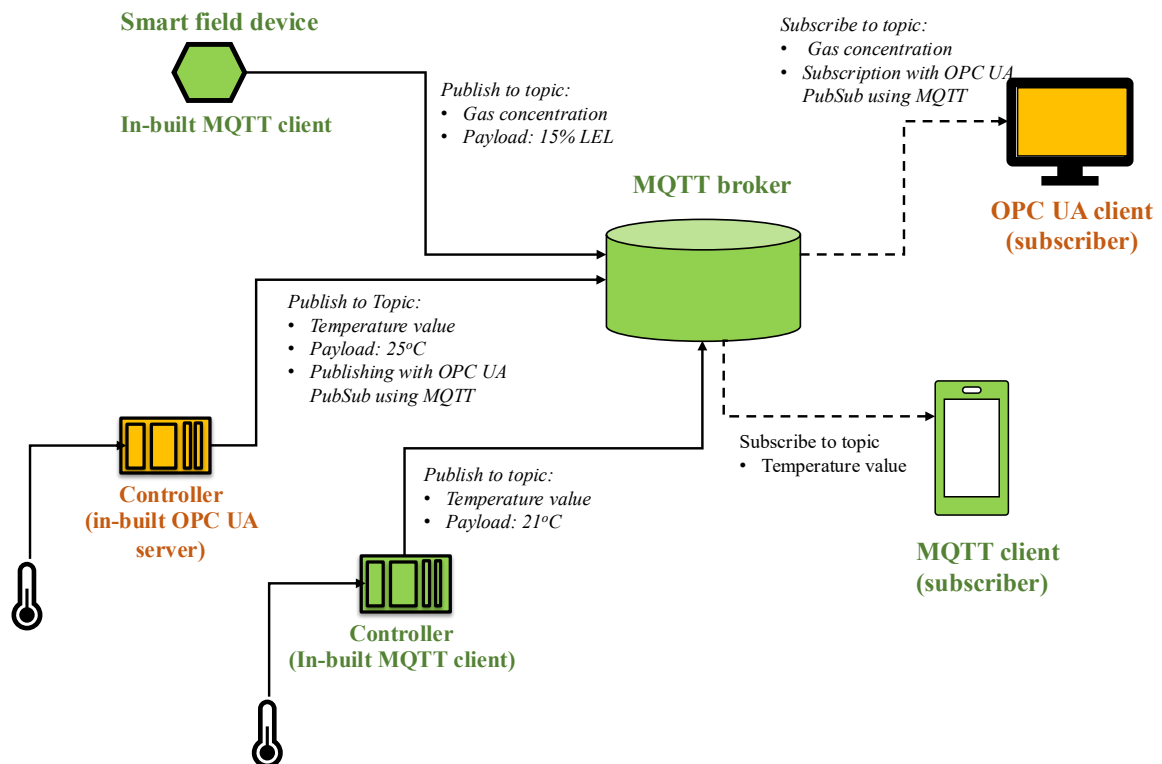 Smart field device
In-built MQTT client
Publish to topic:
• Gas concentration
• Payload: 15% LEL
Subscribe to topic:
• Gas concentration
• Subscription with OPC UA
PubSub using MQTT
MQTT broker
OPC UA client
(subscriber)
Publish to Topic:
• Temperature value
• Payload: 25°C
• Publishing with OPC UA
PubSub using MQTT
Controller
(in-built OPC UA
server)
Publish to topic:
• Temperature value
• Payload: 21°C
Subscribe to topic
• Temperature value
Controller
(In-built MQTT client)
MQTT client
(subscriber)